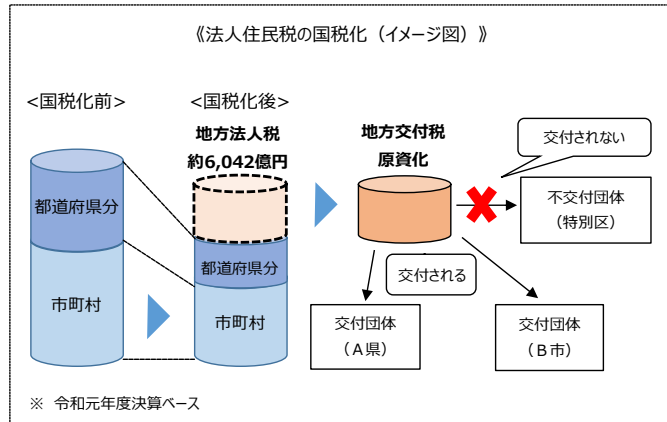 《法人住民税の国税化（イメージ図）》
<国税化前>
<国税化後>
地方法人税
約6,042億円
地方交付税
原資化
交付されない
都道府県分
市町村
都道府県分
市町村
不交付団体
（特別区）
交付される
交付団体
（A県）
交付団体
（B市）
※ 令和元年度決算ベース